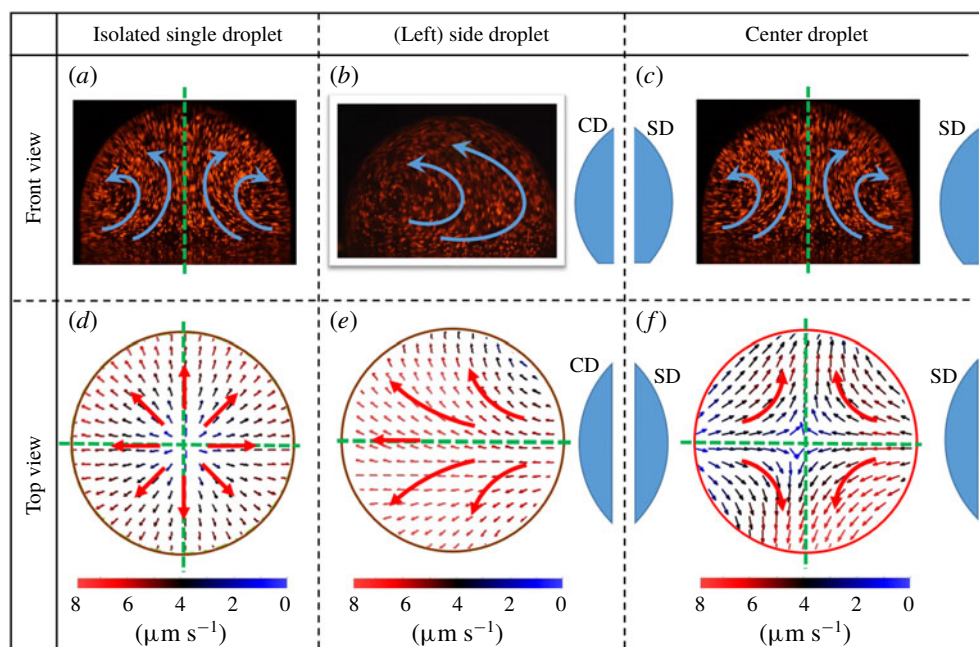 Isolated single droplet (Left) side droplet Center droplet
Front view
(a) (b) (c)
CD SD SD
Top view
(d) (e) (f)
CD SD SD
8 6 4 2 0 8 6 4 2 0 8 6 4 2 0
(μm s⁻¹) (μm s⁻¹) (μm s⁻¹)